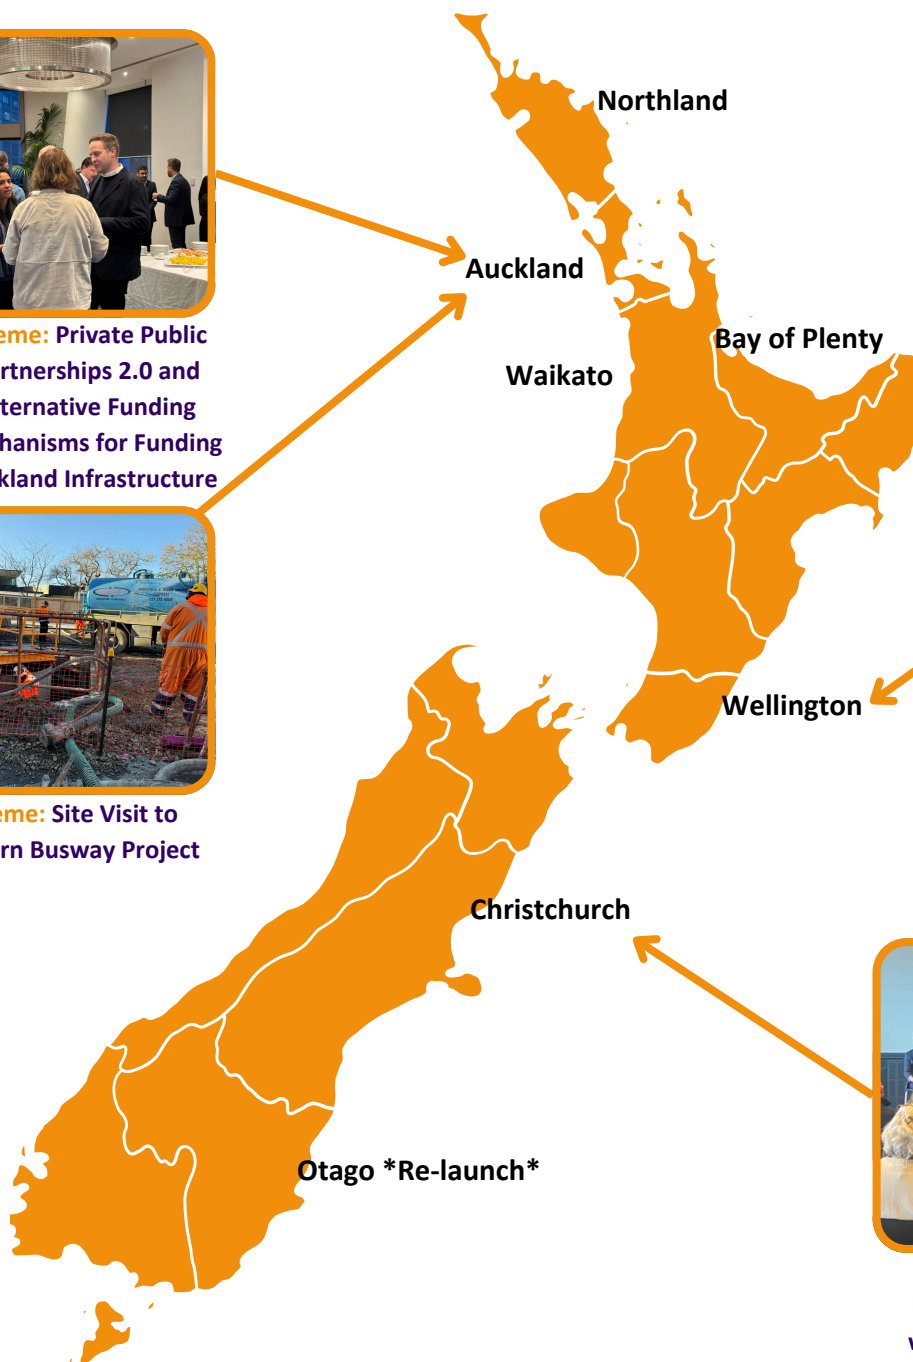 Northland
Auckland
eme: Private Public
rtnerships 2.0 and
ternative Funding
hanisms for Funding
kland Infrastructure
Bay of Plenty
Waikato
Wellington
eme: Site Visit to
rn Busway Project
Christchurch
Otago *Re-launch*